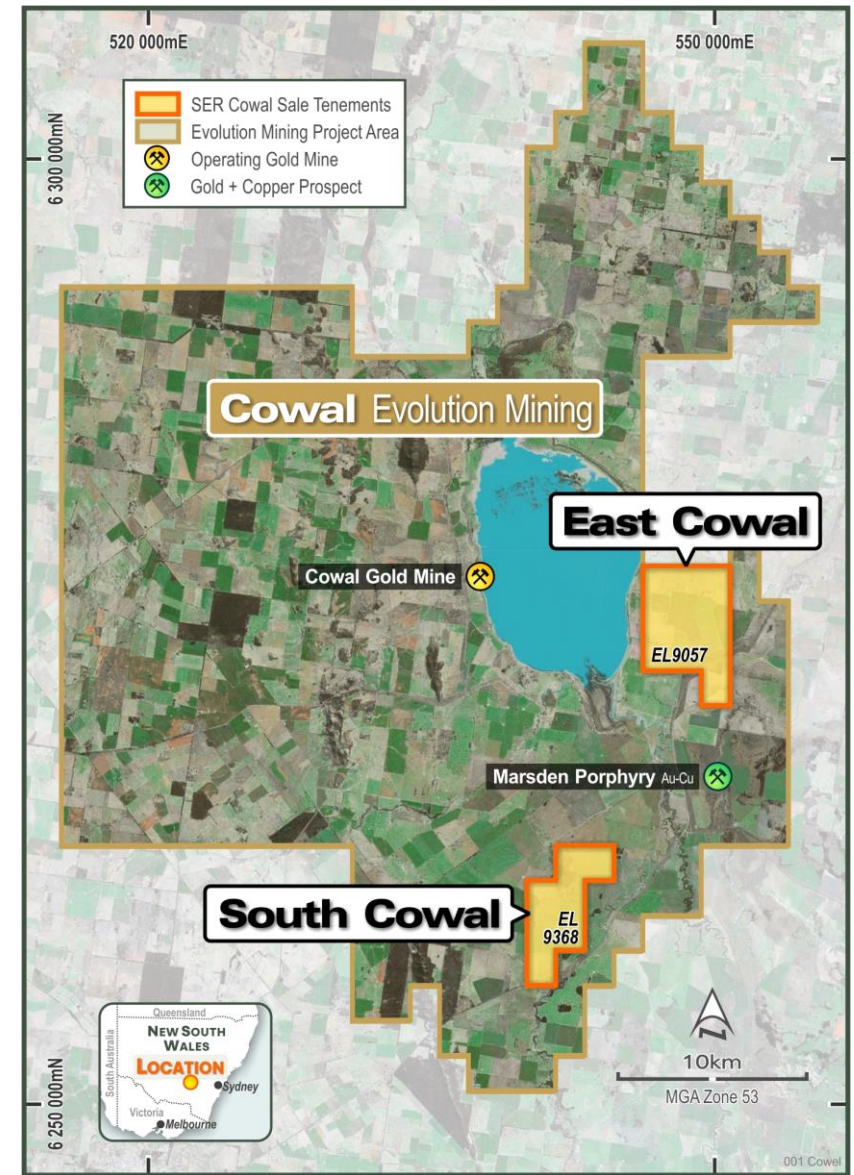 520 000mE
550 000mE
6 300 000mN
SER Cowal Sale Tenements
Evolution Mining Project Area
Operating Gold Mine
Gold + Copper Prospect
Cowal Evolution Mining
East Cowal
Cowal Gold Mine
EL9057
Marsden Porphyry Au-Cu
South Cowal
EL
9368
Queensland
NEW SOUTH
WALES
LOCATION
South Australia
Sydney
Victoria
Melbourne
N
10km
MGA Zone 53
6 250 000mN
001 Cowel